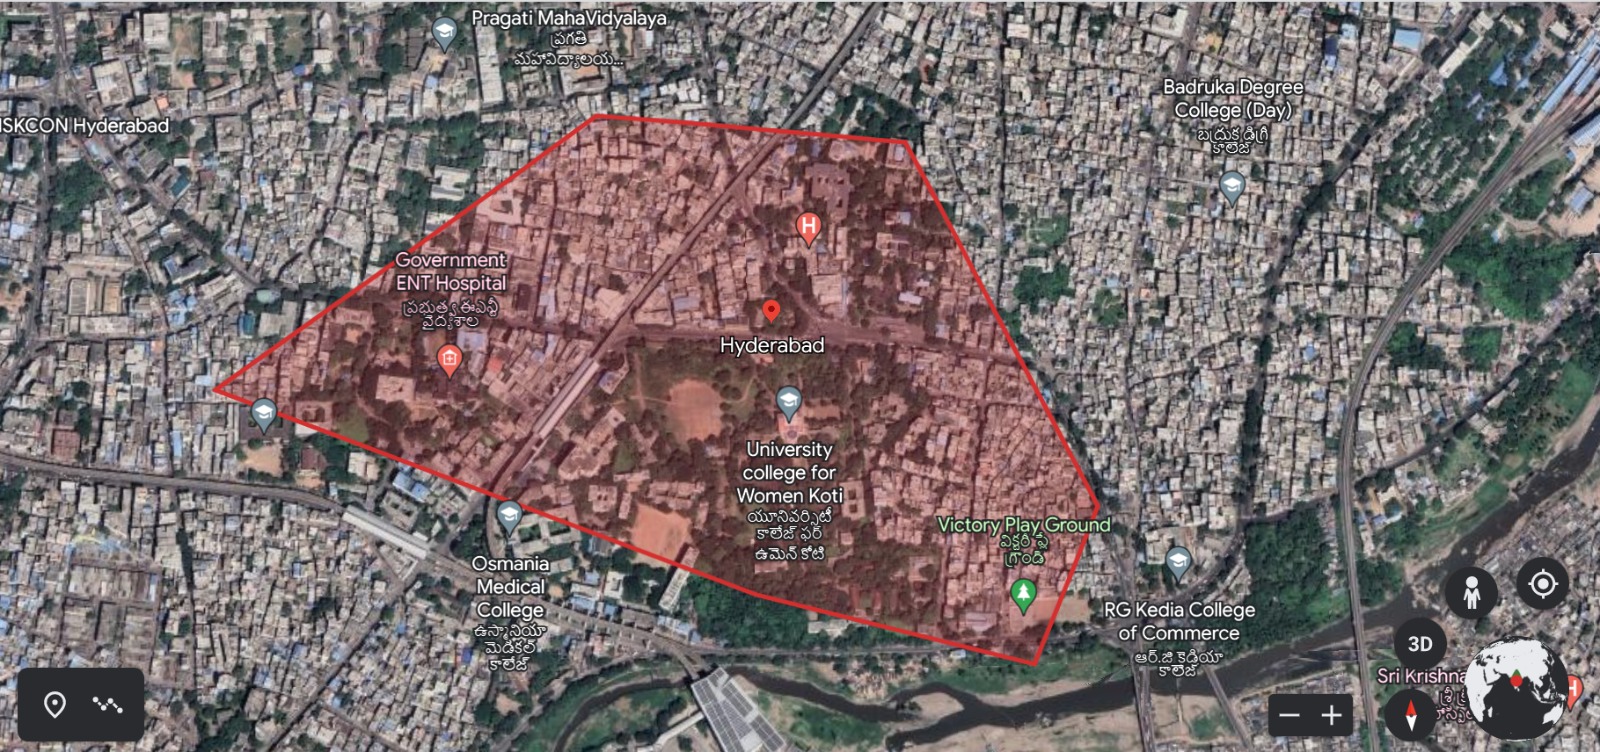 Pragati MahaVidyalaya
ప్రగతి
మహావిద్యాలయ...
ISKCON Hyderabad
Badruka Degree
College (Day)
బద్రుక డిగ్రీ
కాలేజ్
H
Government
ENT Hospital
ప్రభుత్వ ఈఎన్టీ
వైద్యశాల
Hyderabad
University
college for
Women Koti
యూనివర్సిటీ
కాలేజ్ ఫర్
ఉమెన్ కోటి
Victory Play Ground
విక్టరీ ప్లే
గ్రౌండ్
Osmania
Medical
College
ఉస్మానియా
మెడికల్
కాలేజ్
RG Kedia College
of Commerce
ఆర్.జి కెడియా
కాలేజ్
3D
Sri Krishna
శ్రీ
H